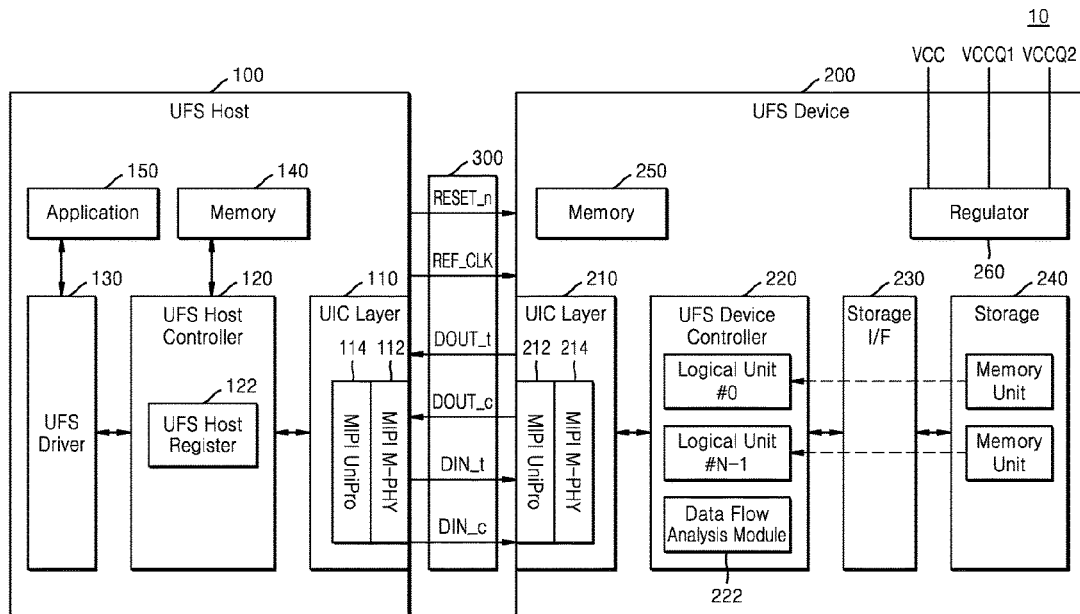 10
VCC VCCQ1 VCCQ2
100
UFS Host
200
UFS Device
300
150
Application
140
Memory
RESET_n
250
Memory
Regulator
260
REF_CLK
130
UFS
Driver
120
UFS Host
Controller
122
UFS Host
Register
110
UIC Layer
114 112
MIPI UniPro
MIPI M-PHY
DOUT_t
DOUT_c
DIN_t
DIN_c
210
UIC Layer
212 214
MIPI UniPro
MIPI M-PHY
220
UFS Device
Controller
Logical Unit
#0
Logical Unit
#N-1
Data Flow
Analysis Module
222
230
Storage
I/F
240
Storage
Memory
Unit
Memory
Unit